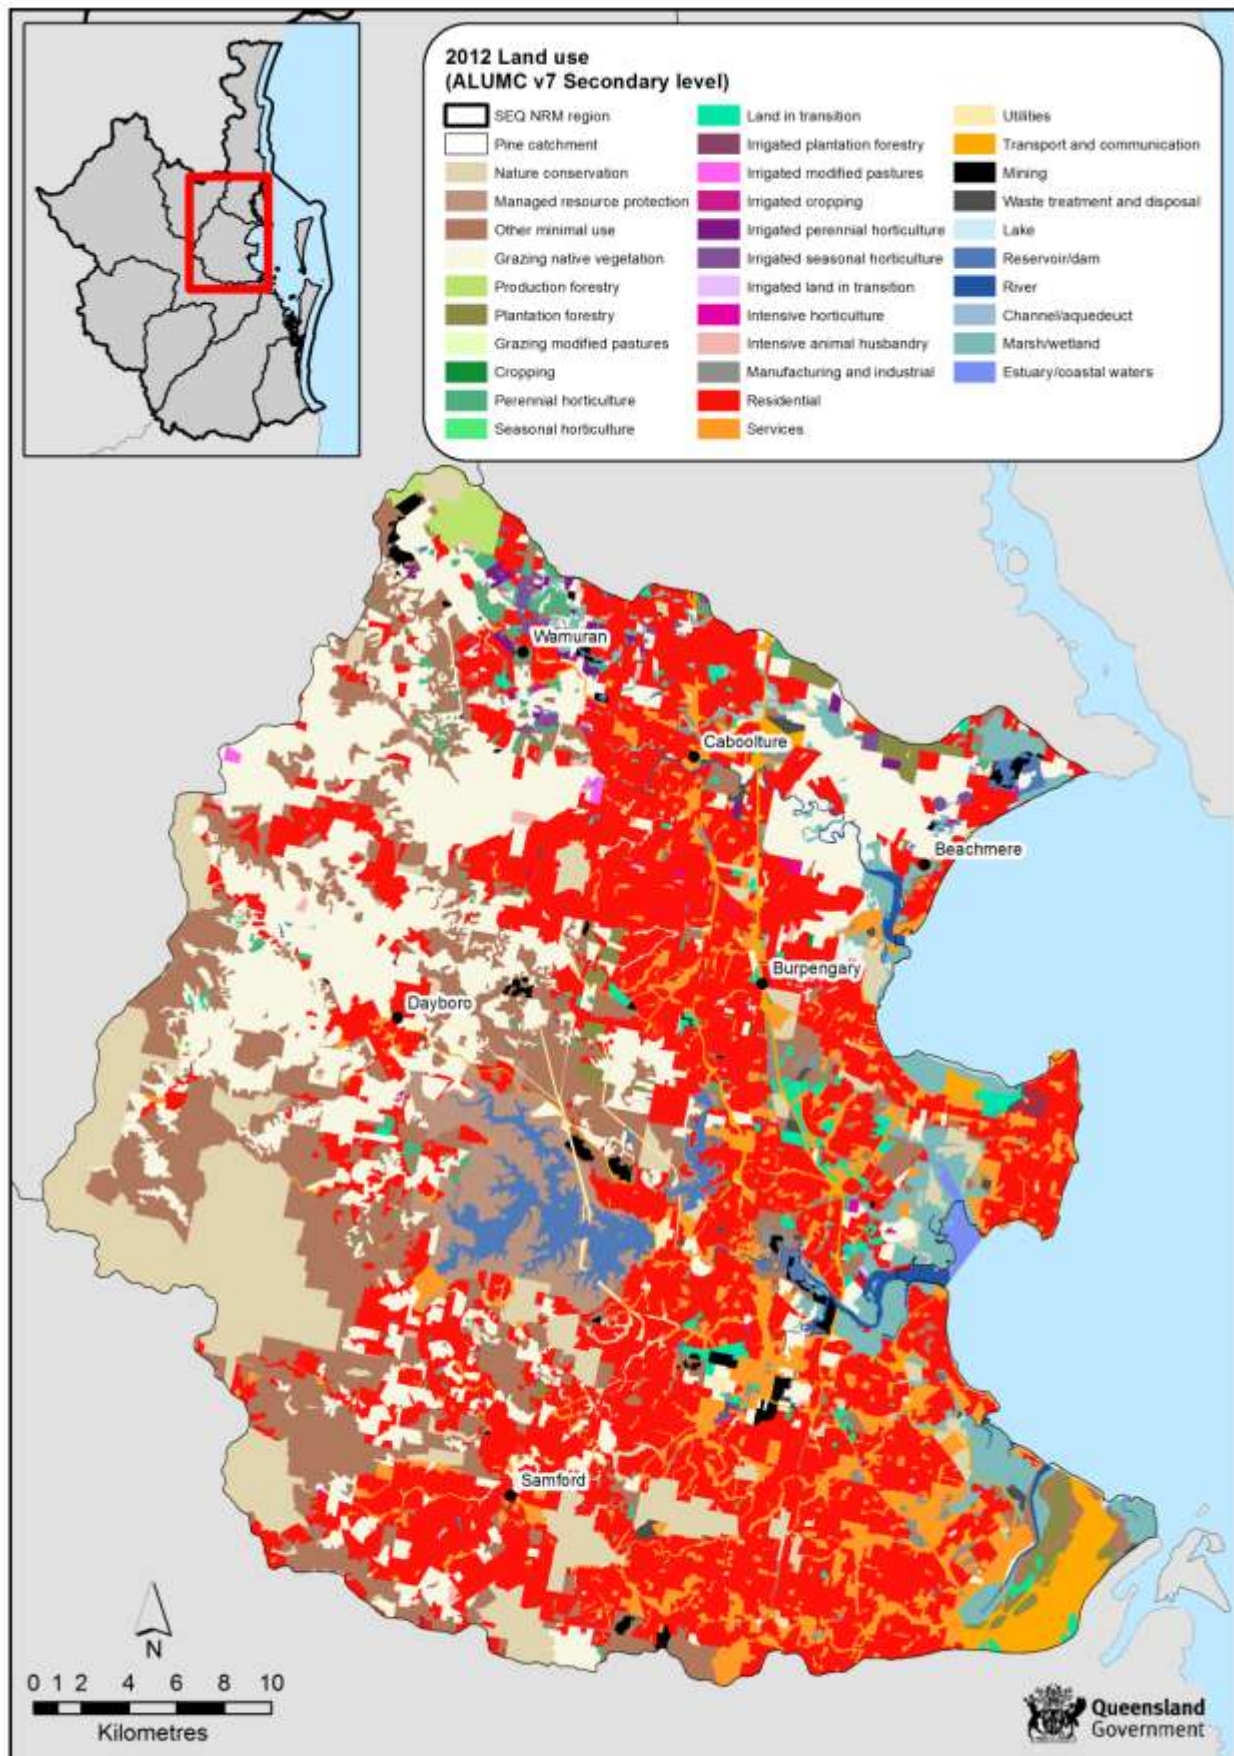 2012 Land use
(ALUMC v7 Secondary level)
SEQ NRM region
Pine catchment
Nature conservation
Managed resource protection
Other minimal use
Grazing native vegetation
Production forestry
Plantation forestry
Grazing modified pastures
Cropping
Perennial horticulture
Seasonal horticulture
Land in transition
Irrigated plantation forestry
Irrigated modified pastures
Irrigated cropping
Irrigated perennial horticulture
Irrigated seasonal horticulture
Irrigated land in transition
Intensive horticulture
Intensive animal husbandry
Manufacturing and industrial
Residential
Services
Utilities
Transport and communication
Mining
Waste treatment and disposal
Lake
Reservoir/dam
River
Channel/aquedeuct
Marsh/wetland
Estuary/coastal waters
Wamuran
Caboolture
Beachmere
Burpengary
Dayboro
Samford
N
0 1 2 4 6 8 10
Kilometres
Queensland
Government